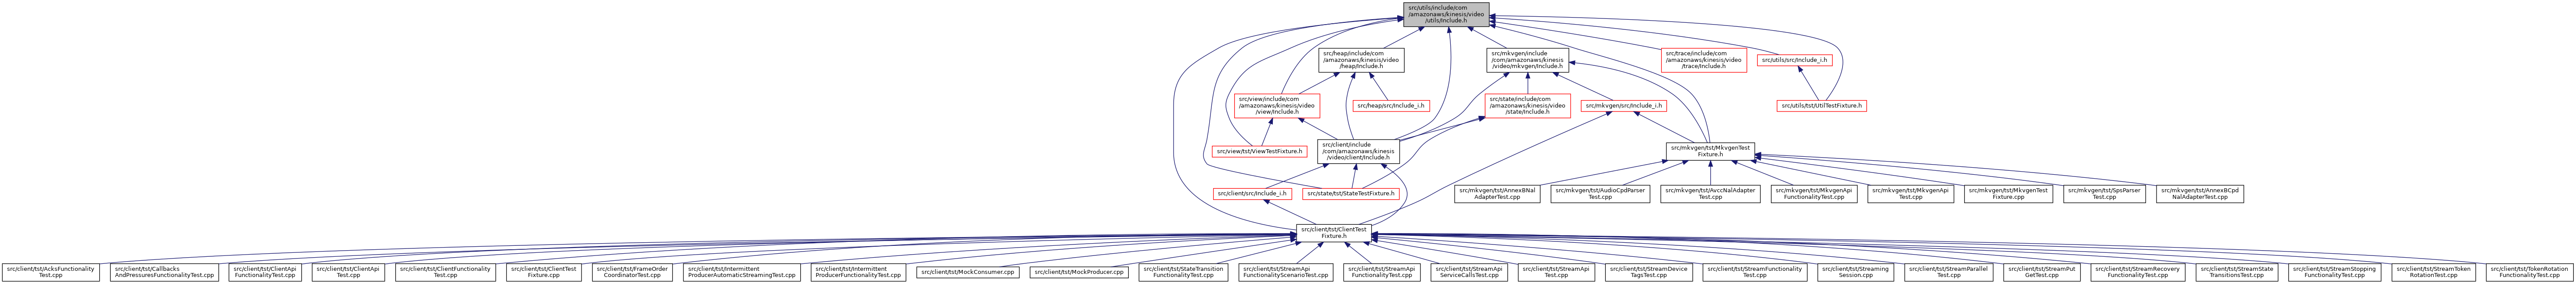 src/utils/include/com
/amazonaws/kinesis/video
/utils/Include.h
src/heap/include/com
/amazonaws/kinesis/video
/heap/Include.h
src/mkvgen/include
/com/amazonaws/kinesis
/video/mkvgen/Include.h
src/trace/include/com
/amazonaws/kinesis/video
/trace/Include.h
src/utils/src/Include_i.h
src/view/include/com
/amazonaws/kinesis/video
/view/Include.h
src/heap/src/Include_i.h
src/state/include/com
/amazonaws/kinesis/video
/state/Include.h
src/mkvgen/src/Include_i.h
src/utils/tst/UtilTestFixture.h
src/view/tst/ViewTestFixture.h
src/client/include
/com/amazonaws/kinesis
/video/client/Include.h
src/mkvgen/tst/MkvgenTest
Fixture.h
src/client/src/Include_i.h
src/state/tst/StateTestFixture.h
src/mkvgen/tst/AnnexBNal
AdapterTest.cpp
src/mkvgen/tst/AudioCpdParser
Test.cpp
src/mkvgen/tst/AvccNalAdapter
Test.cpp
src/mkvgen/tst/MkvgenApi
FunctionalityTest.cpp
src/mkvgen/tst/MkvgenApi
Test.cpp
src/mkvgen/tst/MkvgenTest
Fixture.cpp
src/mkvgen/tst/SpsParser
Test.cpp
src/mkvgen/tst/AnnexBCpd
NalAdapterTest.cpp
src/client/tst/ClientTest
Fixture.h
src/client/tst/AcksFunctionality
Test.cpp
src/client/tst/Callbacks
AndPressuresFunctionalityTest.cpp
src/client/tst/ClientApi
FunctionalityTest.cpp
src/client/tst/ClientApi
Test.cpp
src/client/tst/ClientFunctionality
Test.cpp
src/client/tst/ClientTest
Fixture.cpp
src/client/tst/FrameOrder
CoordinatorTest.cpp
src/client/tst/Intermittent
ProducerAutomaticStreamingTest.cpp
src/client/tst/Intermittent
ProducerFunctionalityTest.cpp
src/client/tst/MockConsumer.cpp
src/client/tst/MockProducer.cpp
src/client/tst/StateTransition
FunctionalityTest.cpp
src/client/tst/StreamApi
FunctionalityScenarioTest.cpp
src/client/tst/StreamApi
FunctionalityTest.cpp
src/client/tst/StreamApi
ServiceCallsTest.cpp
src/client/tst/StreamApi
Test.cpp
src/client/tst/StreamDevice
TagsTest.cpp
src/client/tst/StreamFunctionality
Test.cpp
src/client/tst/Streaming
Session.cpp
src/client/tst/StreamParallel
Test.cpp
src/client/tst/StreamPut
GetTest.cpp
src/client/tst/StreamRecovery
FunctionalityTest.cpp
src/client/tst/StreamState
TransitionsTest.cpp
src/client/tst/StreamStopping
FunctionalityTest.cpp
src/client/tst/StreamToken
RotationTest.cpp
src/client/tst/TokenRotation
FunctionalityTest.cpp